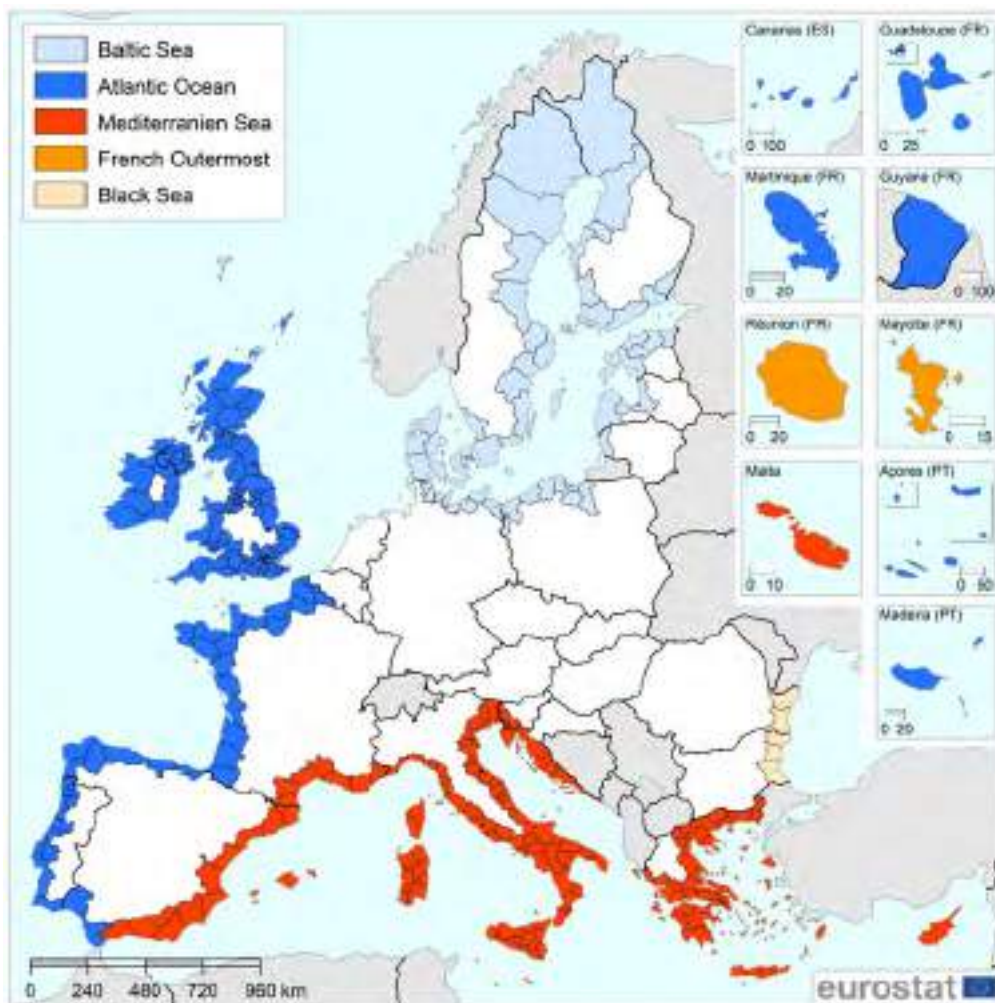 Baltic Sea
Atlantic Ocean
Mediterranien Sea
French Outermost
Black Sea
Canarias (ES)
0 100
Guadeloupe (FR)
0 25
Martinique (FR)
0 20
Guyane (FR)
0 100
Réunion (FR)
0 20
Mayotte (FR)
0 15
Malta
0 10
Açores (PT)
0 50
Madeira (PT)
0 20
0 240 480 720 960 km
eurostat